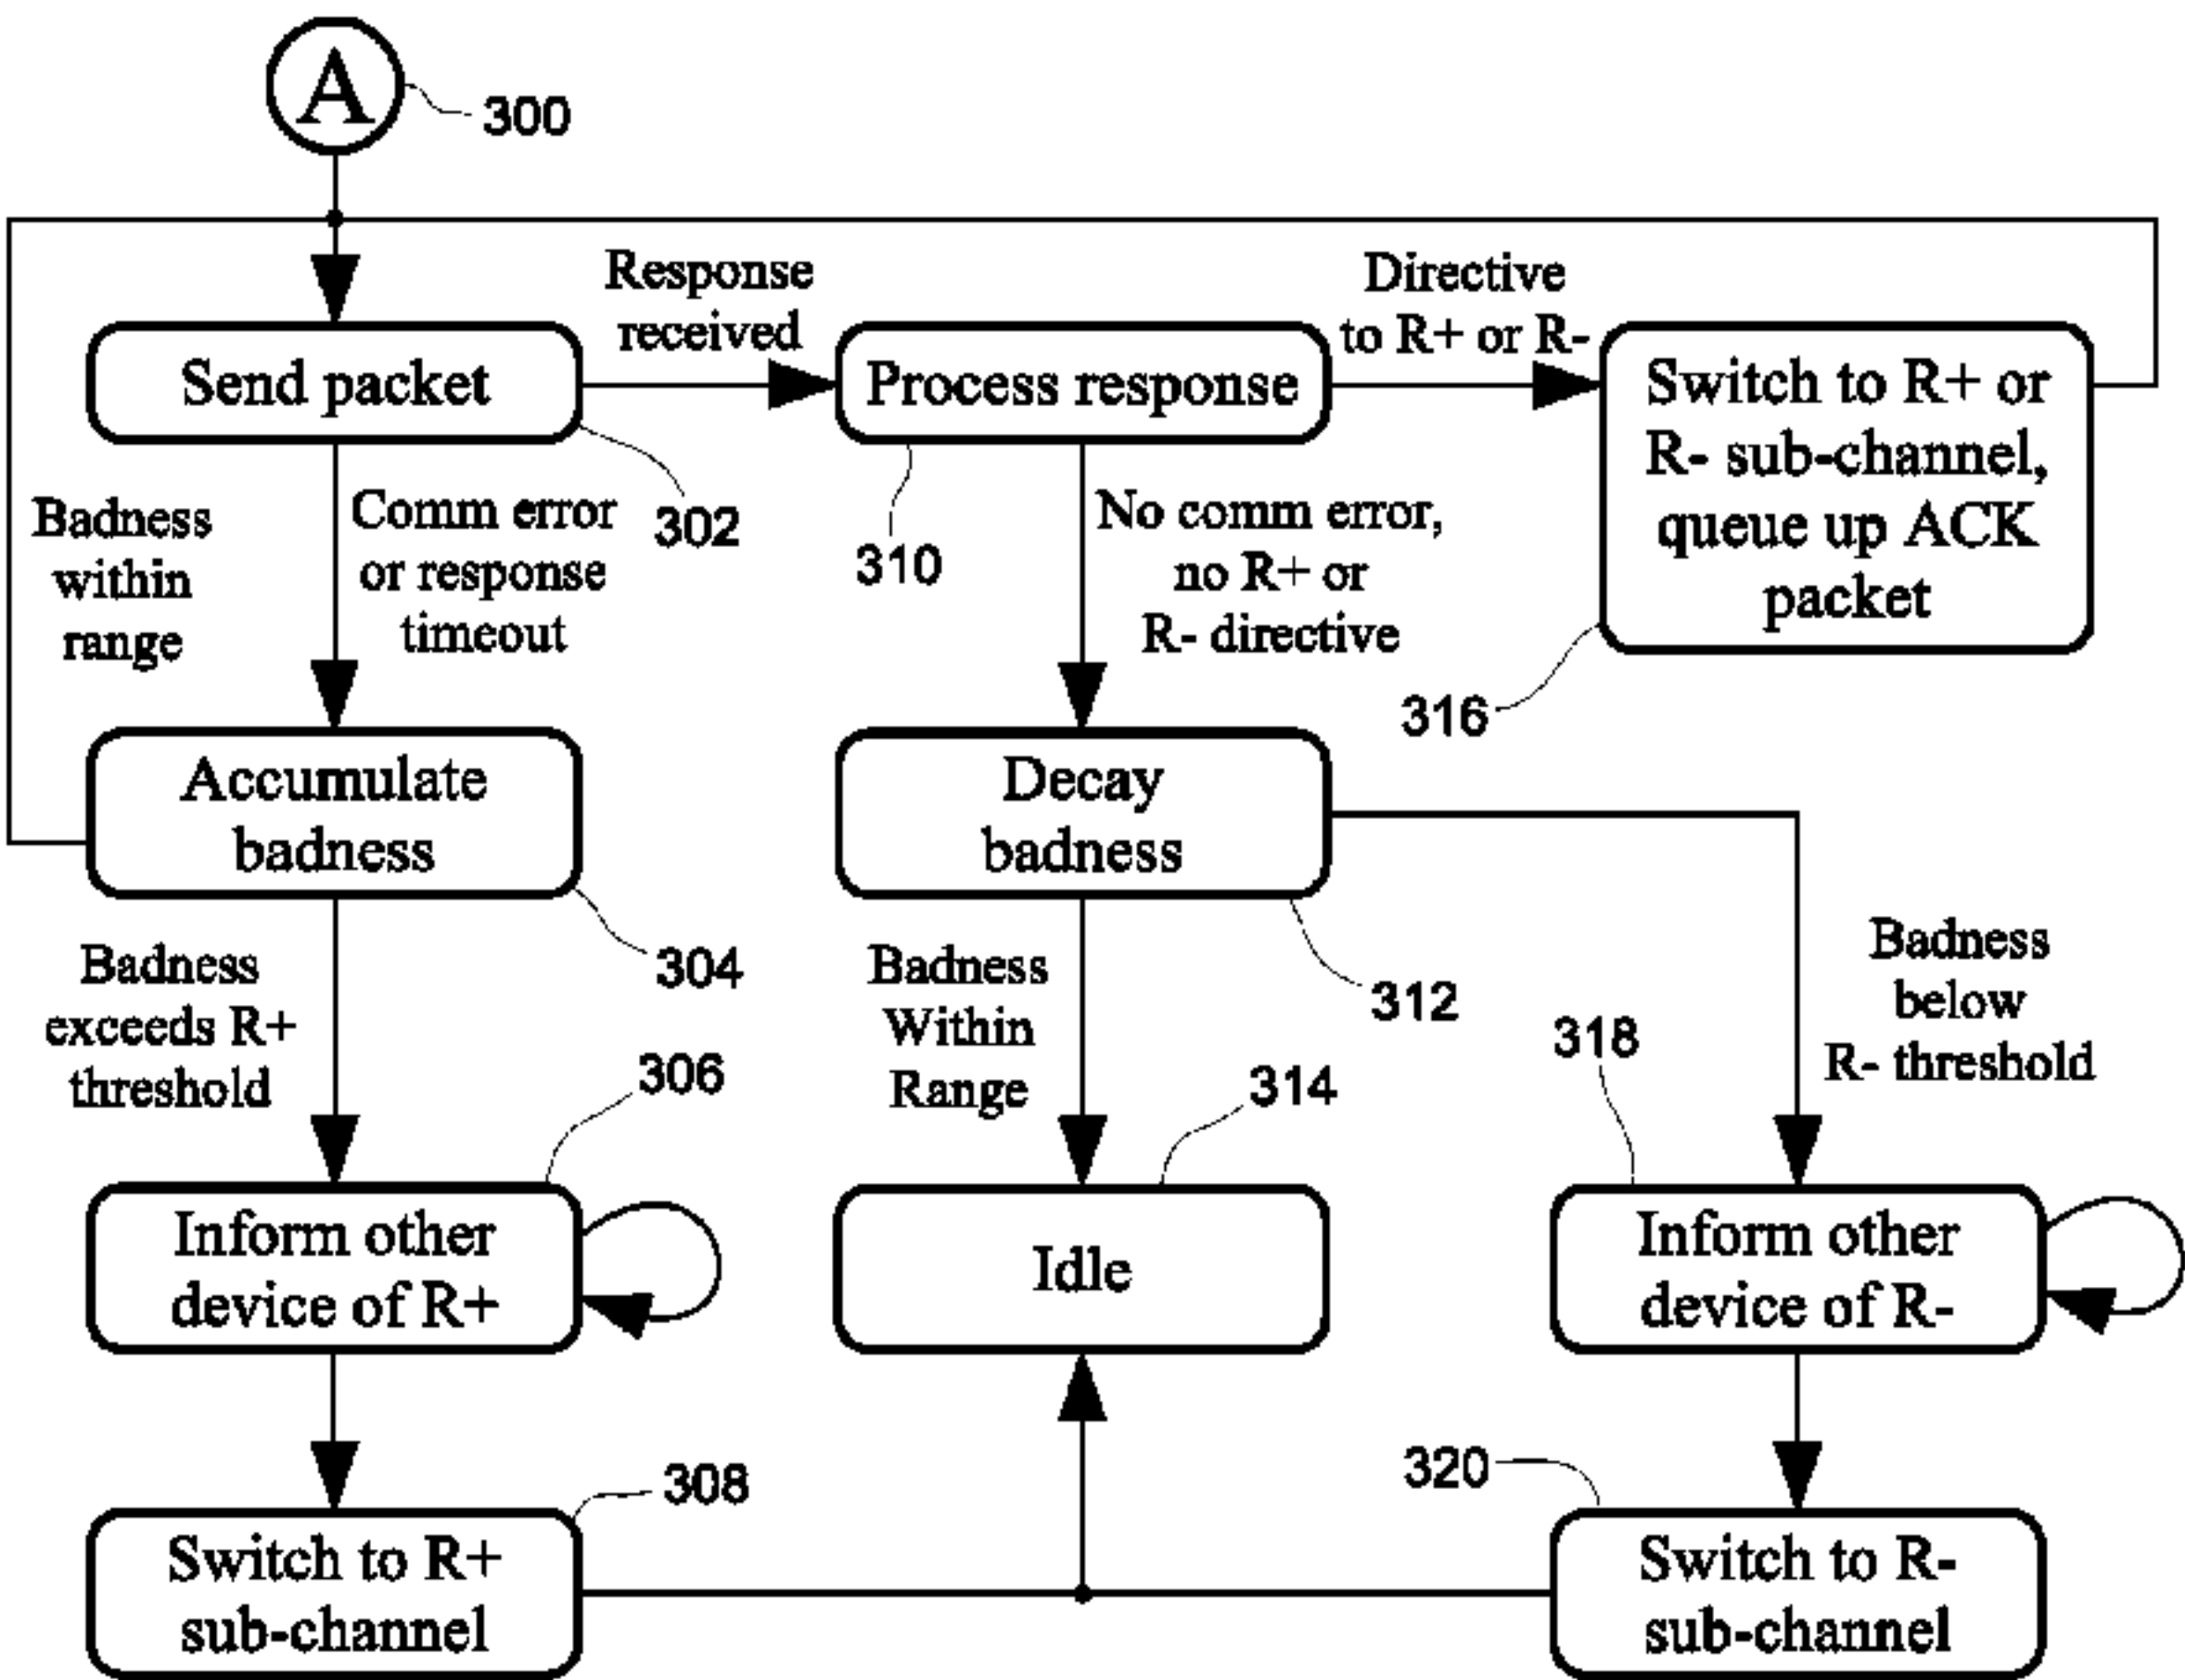 A
300
Response
received
Directive
to R+ or R-
Send packet
302
Process response
310
Switch to R+ or
R- sub-channel,
queue up ACK
packet
316
Badness
within
range
Comm error
or response
timeout
No comm error,
no R+ or
R- directive
Accumulate
badness
304
Decay
badness
312
Badness
exceeds R+
threshold
306
Badness
Within
Range
314
Badness
below
R- threshold
318
Inform other
device of R+
Idle
Inform other
device of R-
308
320
Switch to R+
sub-channel
Switch to R-
sub-channel